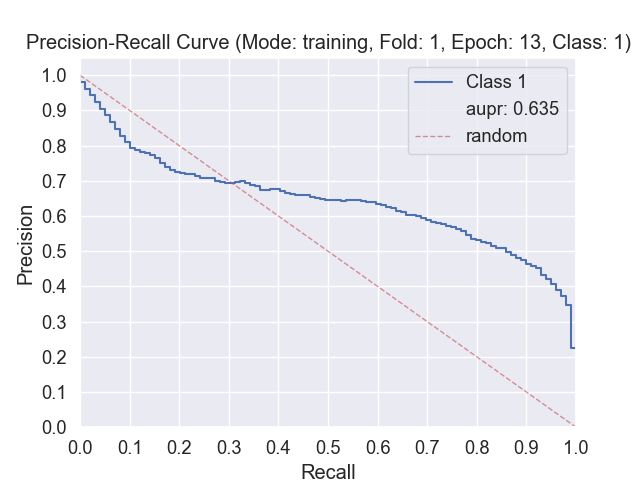 Precision-Recall Curve (Mode: training, Fold: 1, Epoch: 13, Class: 1)
1.0
0.9
0.8
0.7
0.6
0.5
0.4
0.3
0.2
0.1
0.0
Precision
Class 1
aupr: 0.635
random
0.0 0.1 0.2 0.3 0.4 0.5 0.6 0.7 0.8 0.9 1.0
Recall